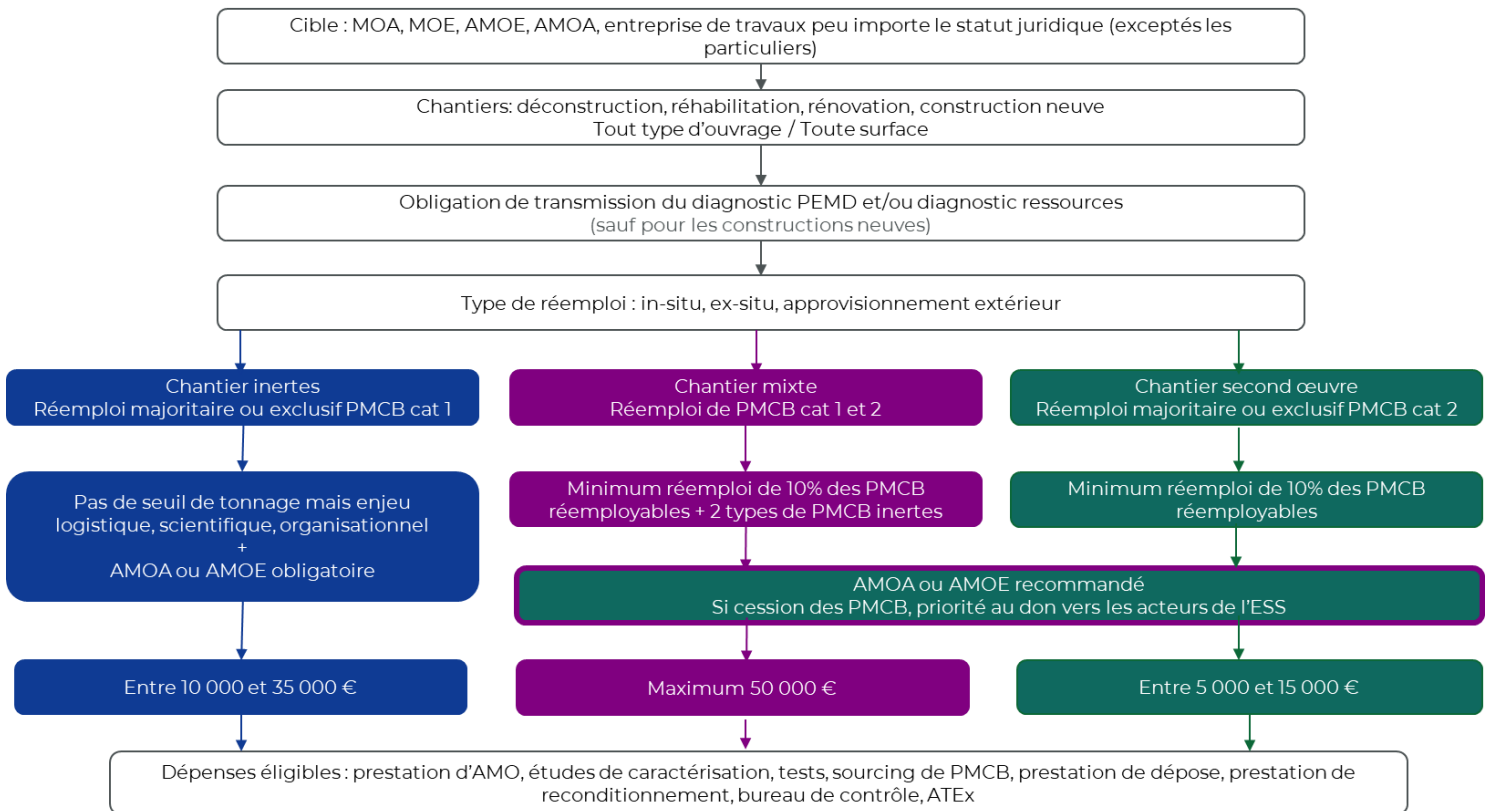 Cible : MOA, MOE, AMOE, AMOA, entreprise de travaux peu importe le statut juridique (exceptés les
particuliers)
Chantiers: déconstruction, réhabilitation, rénovation, construction neuve
Tout type d'ouvrage / Toute surface
Obligation de transmission du diagnostic PEMD et/ou diagnostic ressources
(sauf pour les constructions neuves)
Type de réemploi : in-situ, ex-situ, approvisionnement extérieur
Chantier inertes
Réemploi majoritaire ou exclusif PMCB cat 1
Chantier mixte
Réemploi de PMCB cat 1 et 2
Chantier second œuvre
Réemploi majoritaire ou exclusif PMCB cat 2
Pas de seuil de tonnage mais enjeu
logistique, scientifique, organisationnel
+
AMOA ou AMOE obligatoire
Minimum réemploi de 10% des PMCB
réemployables + 2 types de PMCB inertes
Minimum réemploi de 10% des PMCB
réemployables
AMOA ou AMOE recommandé
Si cession des PMCB, priorité au don vers les acteurs de l'ESS
Entre 10 000 et 35 000 €
Maximum 50 000 €
Entre 5 000 et 15 000 €
Dépenses éligibles : prestation d'AMO, études de caractérisation, tests, sourcing de PMCB, prestation de dépose, prestation de
reconditionnement, bureau de contrôle, ATEx